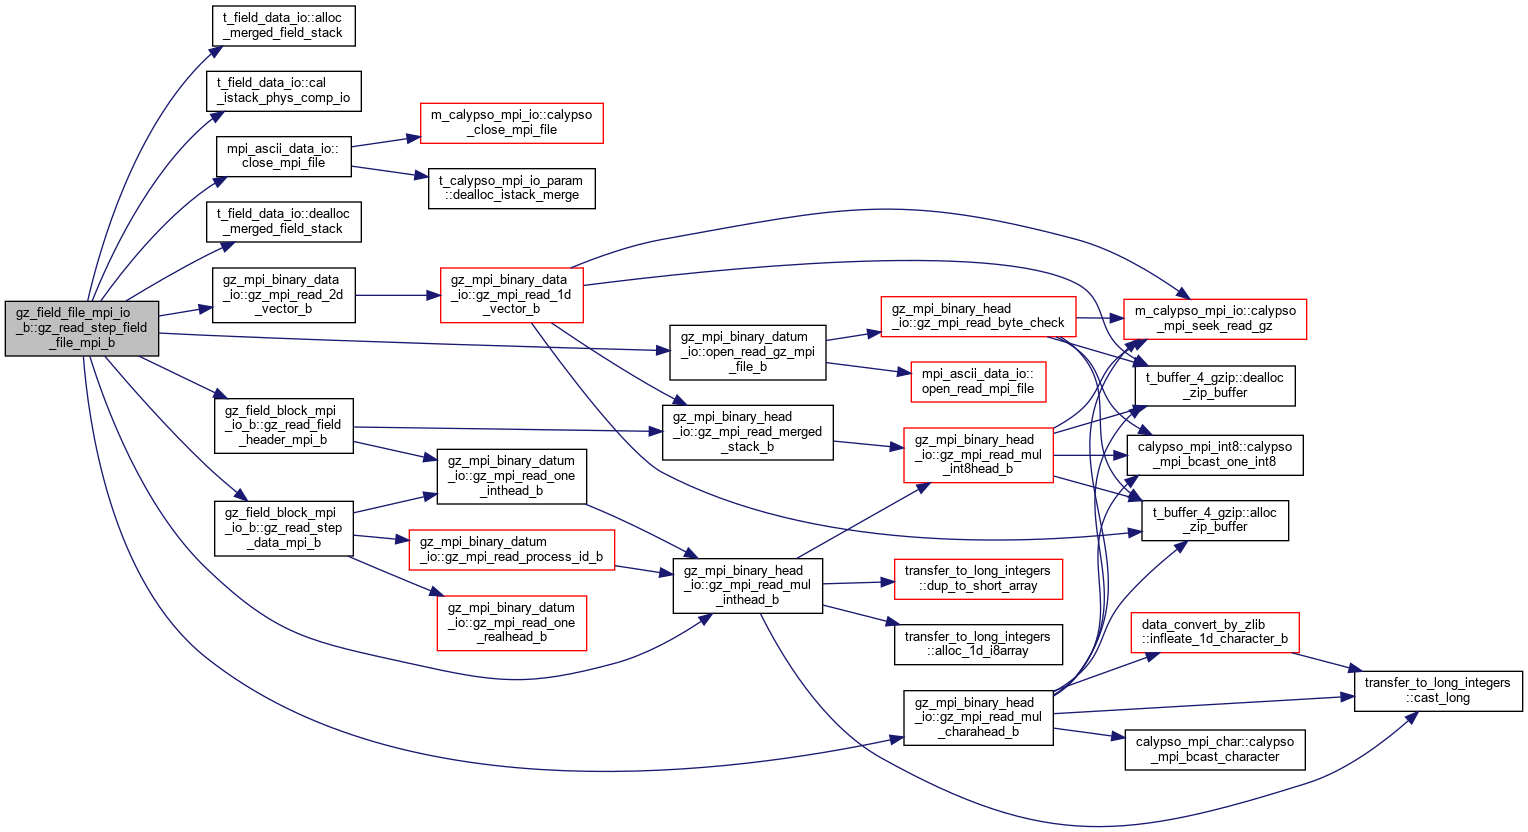 gz_field_file_mpi_io
_b::gz_read_step_field
_file_mpi_b
t_field_data_io::alloc
_merged_field_stack
t_field_data_io::cal
_istack_phys_comp_io
mpi_ascii_data_io::
close_mpi_file
t_field_data_io::dealloc
_merged_field_stack
gz_mpi_binary_data
_io::gz_mpi_read_2d
_vector_b
gz_field_block_mpi
_io_b::gz_read_field
_header_mpi_b
gz_field_block_mpi
_io_b::gz_read_step
_data_mpi_b
m_calypso_mpi_io::calypso
_close_mpi_file
t_calypso_mpi_io_param
::dealloc_istack_merge
gz_mpi_binary_data
_io::gz_mpi_read_1d
_vector_b
gz_mpi_binary_datum
_io::gz_mpi_read_one
_inthead_b
gz_mpi_binary_datum
_io::gz_mpi_read_process_id_b
gz_mpi_binary_datum
_io::gz_mpi_read_one
_realhead_b
gz_mpi_binary_datum
_io::open_read_gz_mpi
_file_b
gz_mpi_binary_head
_io::gz_mpi_read_merged
_stack_b
gz_mpi_binary_head
_io::gz_mpi_read_mul
_inthead_b
gz_mpi_binary_head
_io::gz_mpi_read_byte_check
mpi_ascii_data_io::
open_read_mpi_file
gz_mpi_binary_head
_io::gz_mpi_read_mul
_int8head_b
transfer_to_long_integers
::dup_to_short_array
transfer_to_long_integers
::alloc_1d_i8array
gz_mpi_binary_head
_io::gz_mpi_read_mul
_charahead_b
m_calypso_mpi_io::calypso
_mpi_seek_read_gz
t_buffer_4_gzip::dealloc
_zip_buffer
calypso_mpi_int8::calypso
_mpi_bcast_one_int8
t_buffer_4_gzip::alloc
_zip_buffer
data_convert_by_zlib
::infleate_1d_character_b
calypso_mpi_char::calypso
_mpi_bcast_character
transfer_to_long_integers
::cast_long